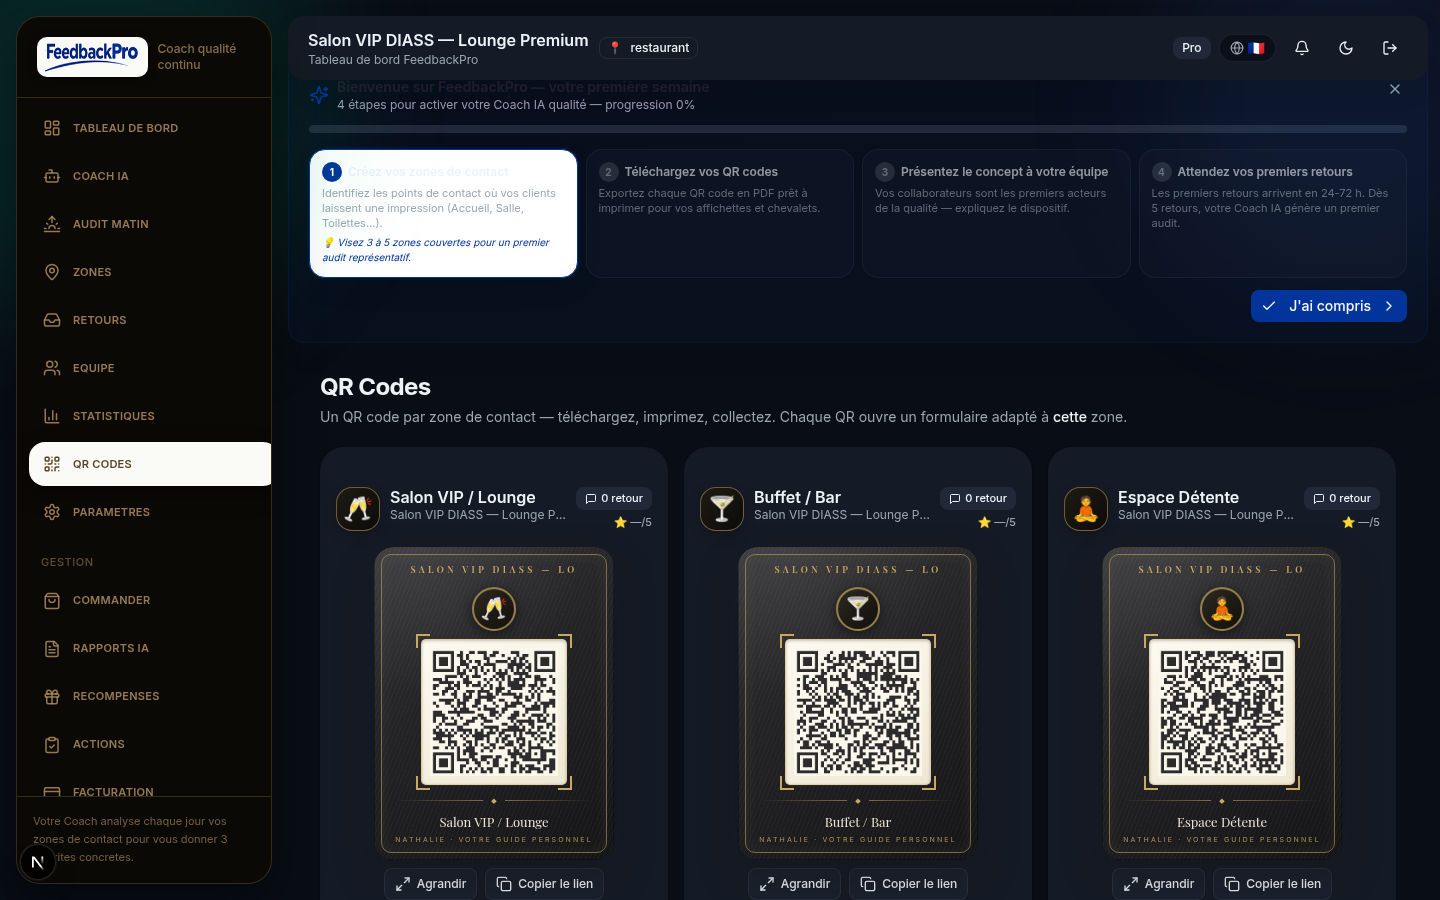 FeedbackPro
Coach qualité
continu
TABLEAU DE BORD
COACH IA
AUDIT MATIN
ZONES
RETOURS
EQUIPE
STATISTIQUES
QR CODES
PARAMETRES
GESTION
COMMANDER
RAPPORTS IA
RECOMPENSES
ACTIONS
FACTURATION
Votre Coach analyse chaque jour vos
zones de contact pour vous donner 3
concretes.
N
Salon VIP DIASS — Lounge Premium
restaurant
Tableau de bord FeedbackPro
Pro
Bienvenue sur FeedbackPro — votre première semaine
4 étapes pour activer votre Coach IA qualité — progression 0%
1 Créez vos zones de contact
Identifiez les points de contact où vos clients
laissent une impression (Accueil, Salle,
Toilettes...).
Visez 3 à 5 zones couvertes pour un premier
audit représentatif.
2 Téléchargez vos QR codes
Exportez chaque QR code en PDF prêt à
imprimer pour vos affichettes et chevalets.
3 Présentez le concept à votre équipe
Vos collaborateurs sont les premiers acteurs
de la qualité — expliquez le dispositif.
4 Attendez vos premiers retours
Les premiers retours arrivent en 24-72 h. Dès
5 retours, votre Coach IA génère un premier
audit.
J'ai compris
QR Codes
Un QR code par zone de contact — téléchargez, imprimez, collectez. Chaque QR ouvre un formulaire adapté à cette zone.
Salon VIP / Lounge
Salon VIP DIASS — Lounge P...
0 retour
—/5
SALON VIP DIASS — LO
Salon VIP / Lounge
NATHALIE · VOTRE GUIDE PERSONNEL
Agrandir
Copier le lien
Buffet / Bar
Salon VIP DIASS — Lounge P...
0 retour
—/5
SALON VIP DIASS — LO
Buffet / Bar
NATHALIE · VOTRE GUIDE PERSONNEL
Agrandir
Copier le lien
Espace Détente
Salon VIP DIASS — Lounge P...
0 retour
—/5
SALON VIP DIASS — LO
Espace Détente
NATHALIE · VOTRE GUIDE PERSONNEL
Agrandir
Copier le lien